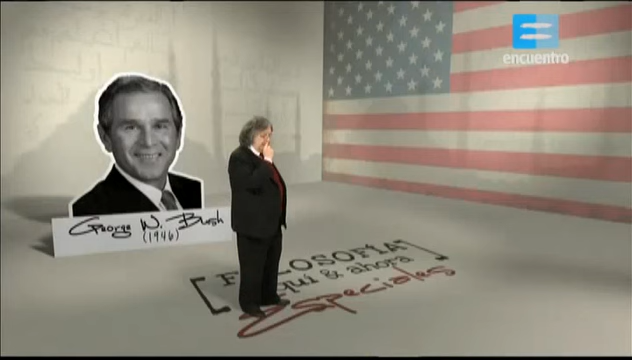 encuentro
George W. Bush
(1946)
FILOSOFÍA
aquí & ahora
Especiales